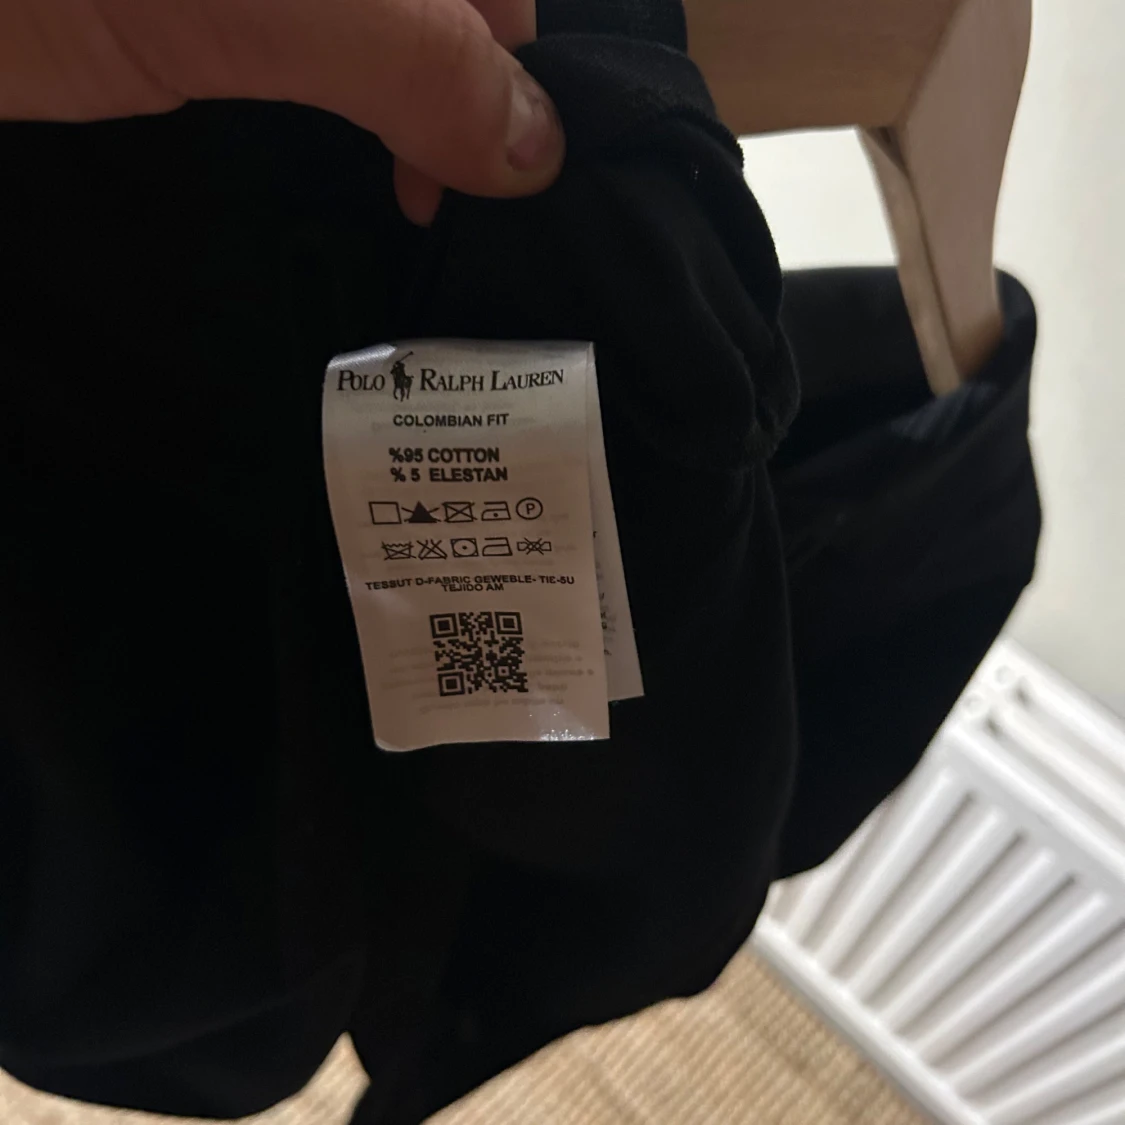 POLO RALPH LAUREN
COLOMBIAN FIT
%95 COTTON
% 5 ELESTAN
P
TESSUT D-FABRIC GEWEBLE- TIE-SU
TEJIDO AM